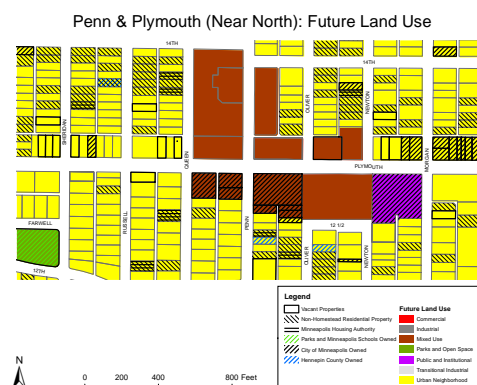 Penn & Plymouth (Near North): Future Land Use
14TH
14TH
SHERIDAN
QUEEN
OLIVER
NEWTON
MORGAN
PLYMOUTH
FARWELL
RUSSELL
PENN
12 1/2
OLIVER
NEWTON
12TH
Legend
Vacant Properties
Non-Homestead Residential Property
Minneapolis Housing Authority
Parks and Minneapolis Schools Owned
City of Minneapolis Owned
Hennepin County Owned
Future Land Use
Commercial
Industrial
Mixed Use
Parks and Open Space
Public and Institutional
Transitional Industrial
Urban Neighborhood
N
0 200 400 800 Feet